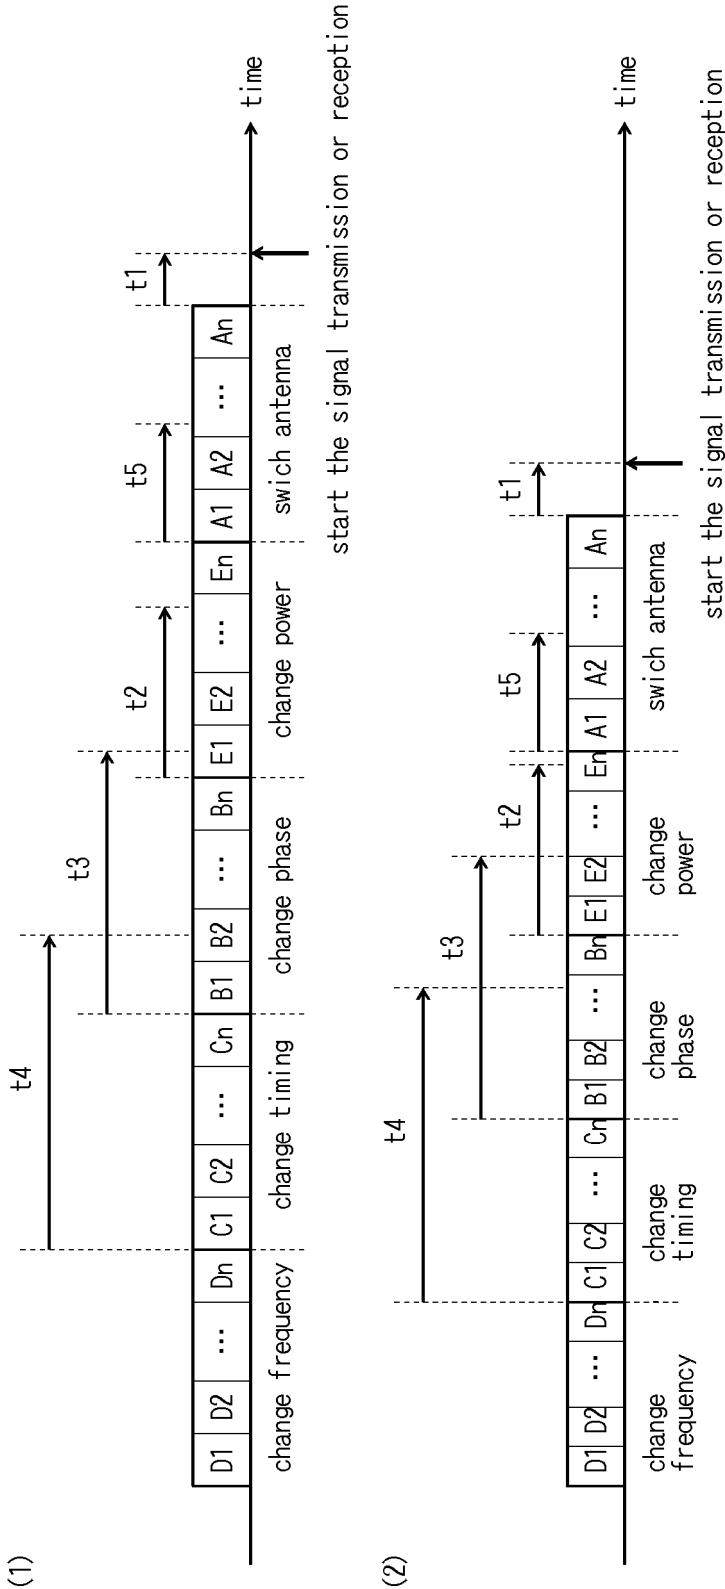 (1)
t4
t3
t2
t5
t1
D1 D2 ... Dn C1 C2 ... Cn B1 B2 ... Bn E1 E2 ... En A1 A2 ... An
time
change frequency
change timing
change phase
change power
swich antenna
start the signal transmission or reception
(2)
t4
t3
t2
t5
t1
D1 D2 ... Dn C1 C2 ... Cn B1 B2 ... Bn E1 E2 ... En A1 A2 ... An
time
change
frequency
change
timing
change
phase
change
power
swich antenna
start the signal transmission or reception